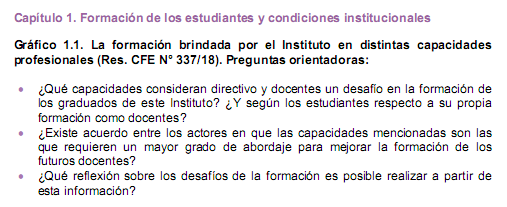 Capítulo 1. Formación de los estudiantes y condiciones institucionales
Gráfico 1.1. La formación brindada por el Instituto en distintas capacidades
profesionales (Res. CFE N° 337/18). Preguntas orientadoras:
• ¿Qué capacidades consideran directivo y docentes un desafío en la formación de
los graduados de este Instituto? ¿Y según los estudiantes respecto a su propia
formación como docentes?
• ¿Existe acuerdo entre los actores en que las capacidades mencionadas son las
que requieren un mayor grado de abordaje para mejorar la formación de los
futuros docentes?
• ¿Qué reflexión sobre los desafíos de la formación es posible realizar a partir de
esta información?